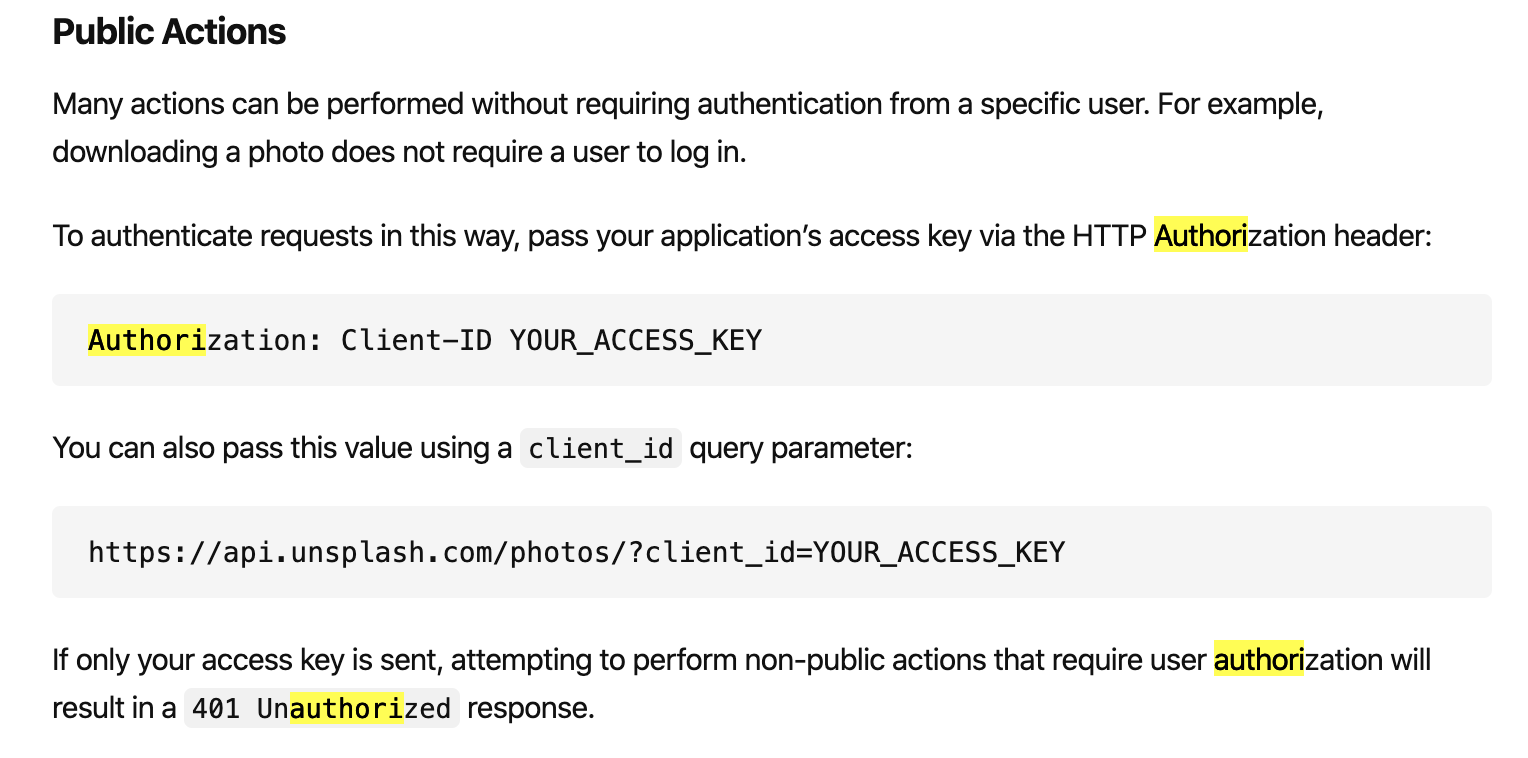 Public Actions
Many actions can be performed without requiring authentication from a specific user. For example,
downloading a photo does not require a user to log in.
To authenticate requests in this way, pass your application’s access key via the HTTP Authorization header:
Authorization: Client-ID YOUR_ACCESS_KEY
You can also pass this value using a client_id query parameter:
https://api.unsplash.com/photos/?client_id=YOUR_ACCESS_KEY
If only your access key is sent, attempting to perform non-public actions that require user authorization will
result in a 401 Unauthorized response.